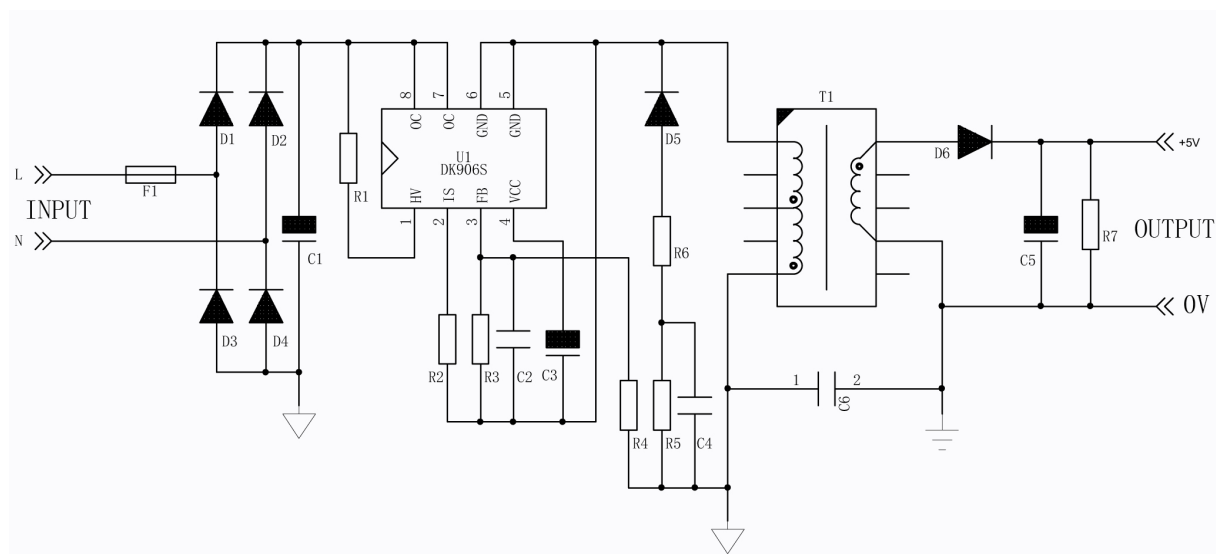 8
7
6
5
T1
OC
OC
GND
GND
D1
D2
D5
U1
DK906S
D6
+5V
L
F1
R1
HV
IS
FB
VCC
INPUT
1
2
3
4
R7
OUTPUT
N
C1
R6
C5
0V
D3
D4
R2
R3
C2
C3
1
2
C6
R4
R5
C4